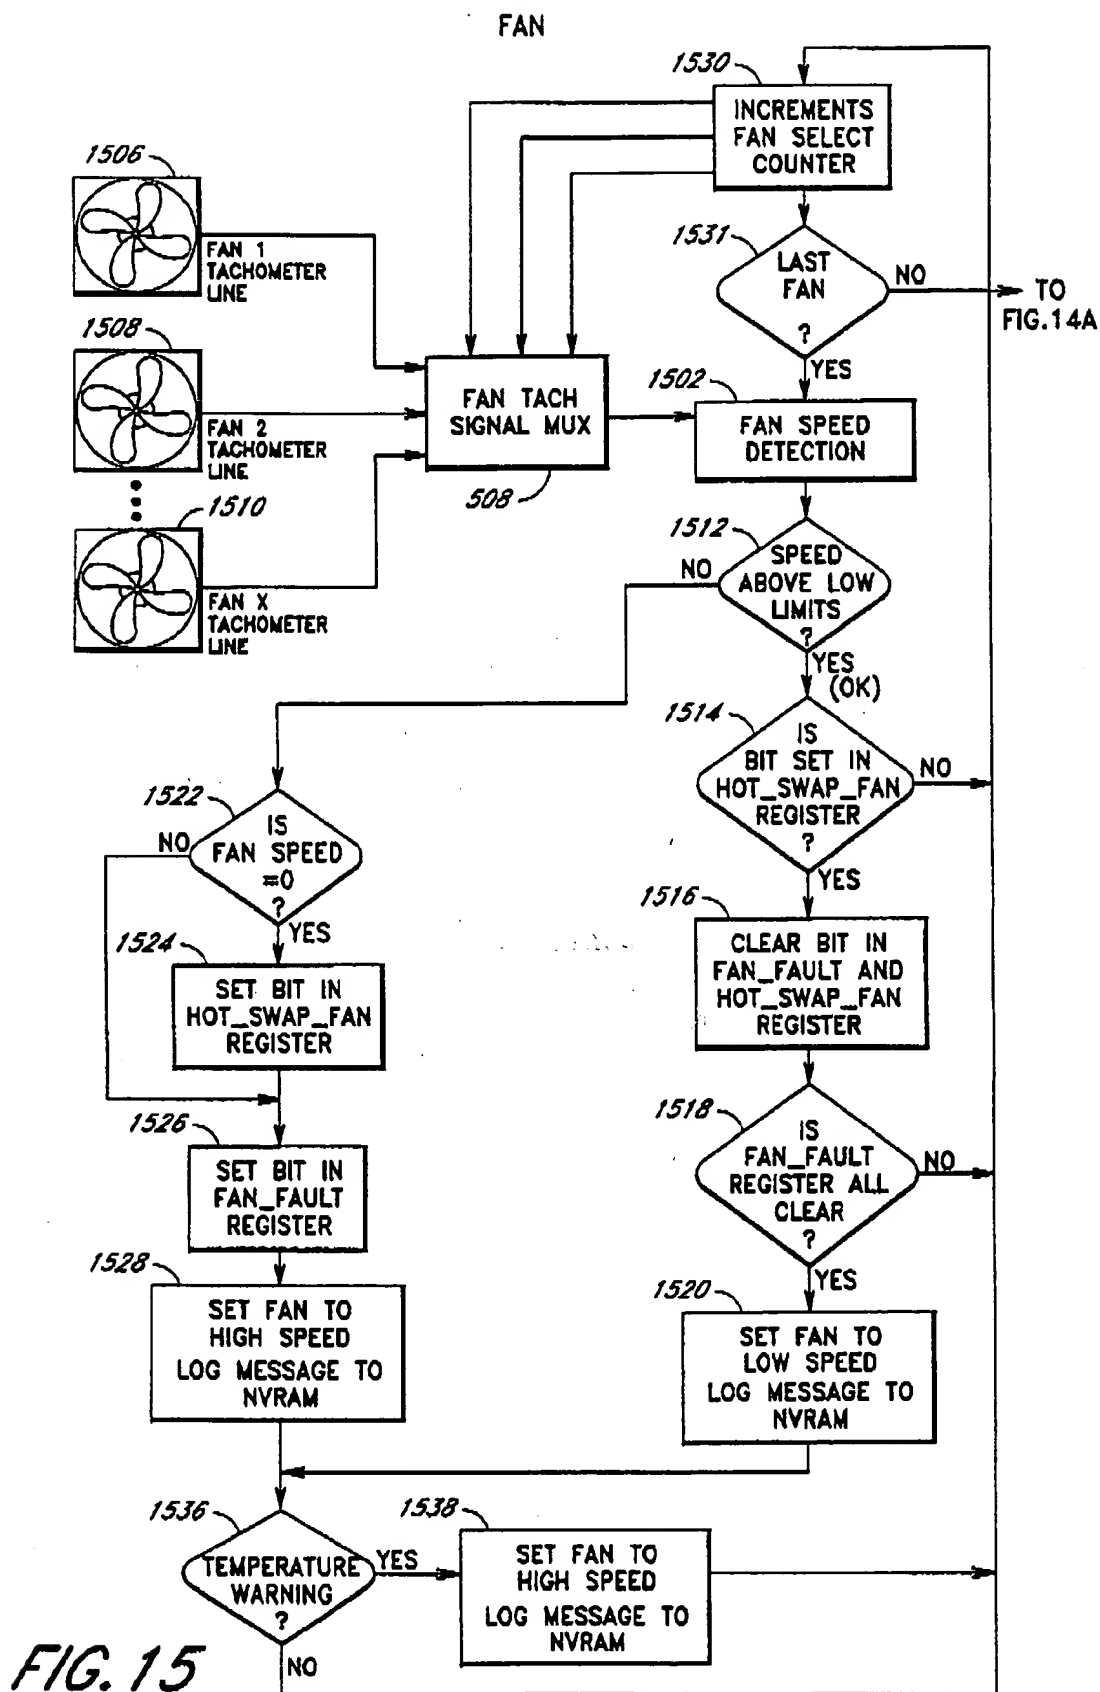 FAN
1530
INCREMENTS
FAN SELECT
COUNTER
1506
FAN 1
TACHOMETER
LINE
1531
LAST
FAN
?
NO
TO
FIG.14A
YES
1508
FAN 2
TACHOMETER
LINE
FAN TACH
SIGNAL MUX
508
1502
FAN SPEED
DETECTION
1510
FAN X
TACHOMETER
LINE
1512
SPEED
ABOVE LOW
LIMITS
?
NO
YES
(OK)
1514
IS
BIT SET IN
HOT_SWAP_FAN
REGISTER
?
NO
YES
1522
IS
FAN SPEED
=0
?
NO
YES
1516
CLEAR BIT IN
FAN_FAULT AND
HOT_SWAP_FAN
REGISTER
1524
SET BIT IN
HOT_SWAP_FAN
REGISTER
1518
IS
FAN_FAULT
REGISTER ALL
CLEAR
?
NO
YES
1526
SET BIT IN
FAN_FAULT
REGISTER
1528
SET FAN TO
HIGH SPEED
LOG MESSAGE TO
NVRAM
1520
SET FAN TO
LOW SPEED
LOG MESSAGE TO
NVRAM
1536
TEMPERATURE
WARNING
?
YES
NO
1538
SET FAN TO
HIGH SPEED
LOG MESSAGE TO
NVRAM
FIG. 15